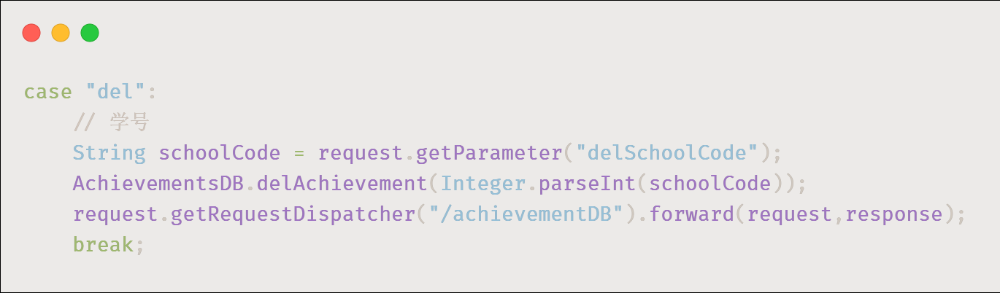 case "del":
    // 学号
    String schoolCode = request.getParameter("delSchoolCode");
    AchievementsDB.delAchievement(Integer.parseInt(schoolCode));
    request.getRequestDispatcher("/achievementDB").forward(request,response);
    break;